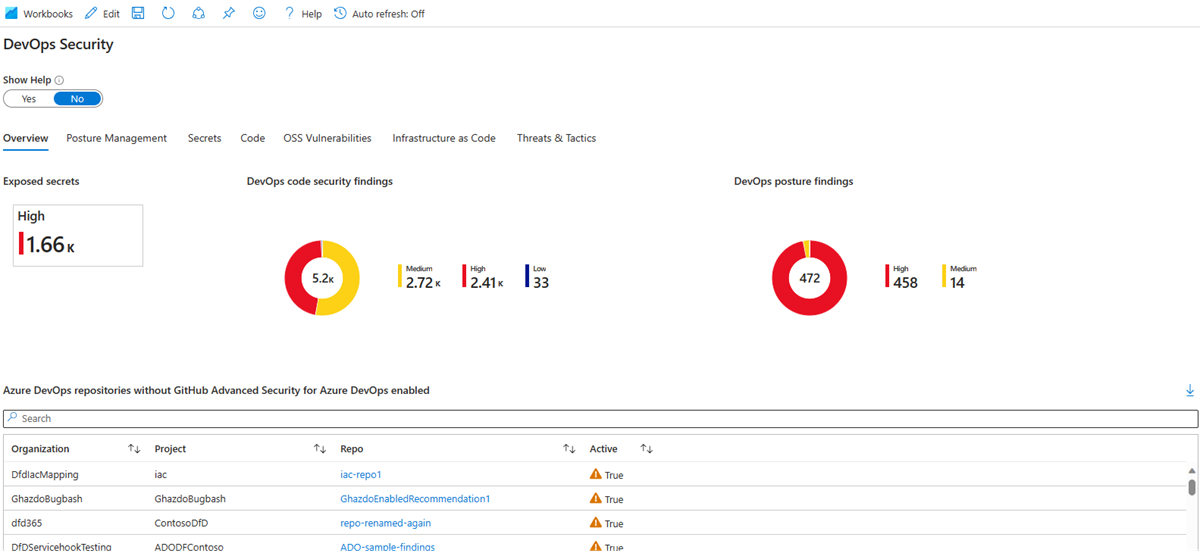 Workbooks Edit Help Auto refresh: Off
DevOps Security
Show Help
Yes No
Overview Posture Management Secrets Code OSS Vulnerabilities Infrastructure as Code Threats & Tactics
Exposed secrets DevOps code security findings DevOps posture findings
High
1.66 K
5.2K
Medium High Low
2.72 K 2.41 K 33
472
High Medium
458 14
Azure DevOps repositories without GitHub Advanced Security for Azure DevOps enabled
Search
Organization Project Repo Active
DfdIacMapping iac iac-repo1 True
GhazdoBugbash GhazdoBugbash GhazdoEnabledRecommendation1 True
dfd365 ContosoDfD repo-renamed-again True
DfDServicehookTesting ADODFContoso ADO-sample-findings True